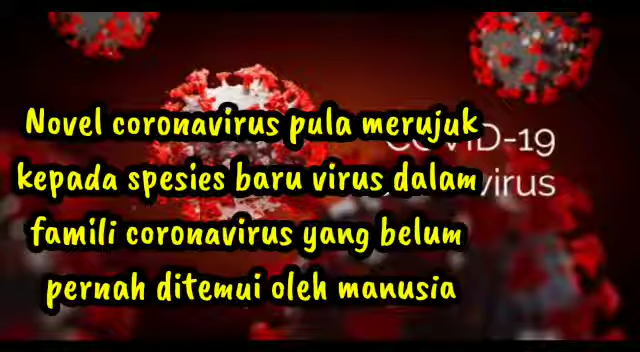 Novel coronavirus pula merujuk
kepada spesies baru virus dalam
famili coronavirus yang belum
pernah ditemui oleh manusia